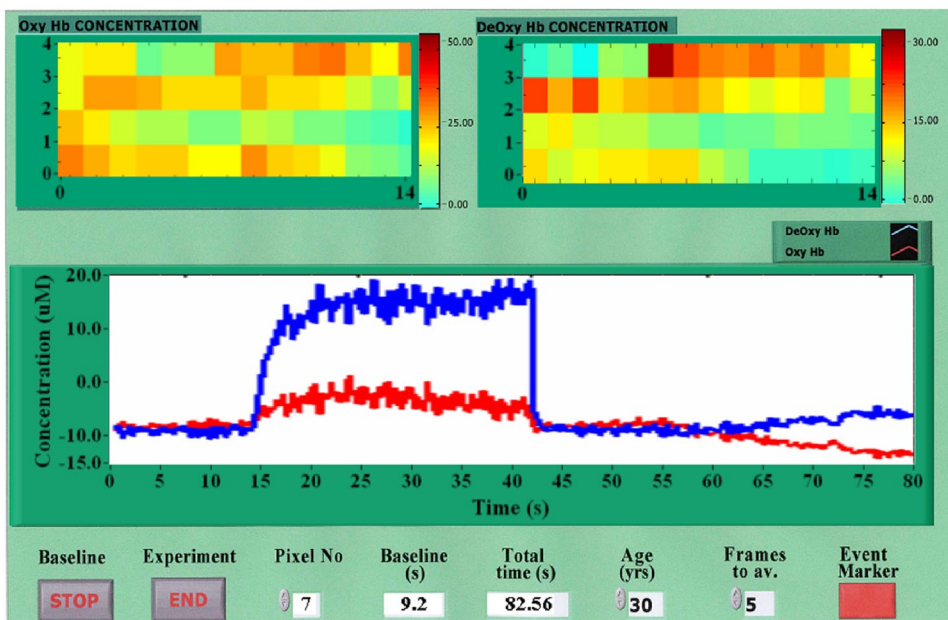 Oxy Hb CONCENTRATION
4
3
2
1
0
0
14
50.00
25.00
0.00
DeOxy Hb CONCENTRATION
4
3
2
1
0
0
14
30.00
15.00
0.00
DeOxy Hb
Oxy Hb
Concentration (uM)
20.0
10.0
0.0
-10.0
-15.0
0 5 10 15 20 25 30 35 40 45 50 55 60 65 70 75 80
Time (s)
Baseline
STOP
Experiment
END
Pixel No
7
Baseline
(s)
9.2
Total
time (s)
82.56
Age
(yrs)
30
Frames
to av.
5
Event
Marker